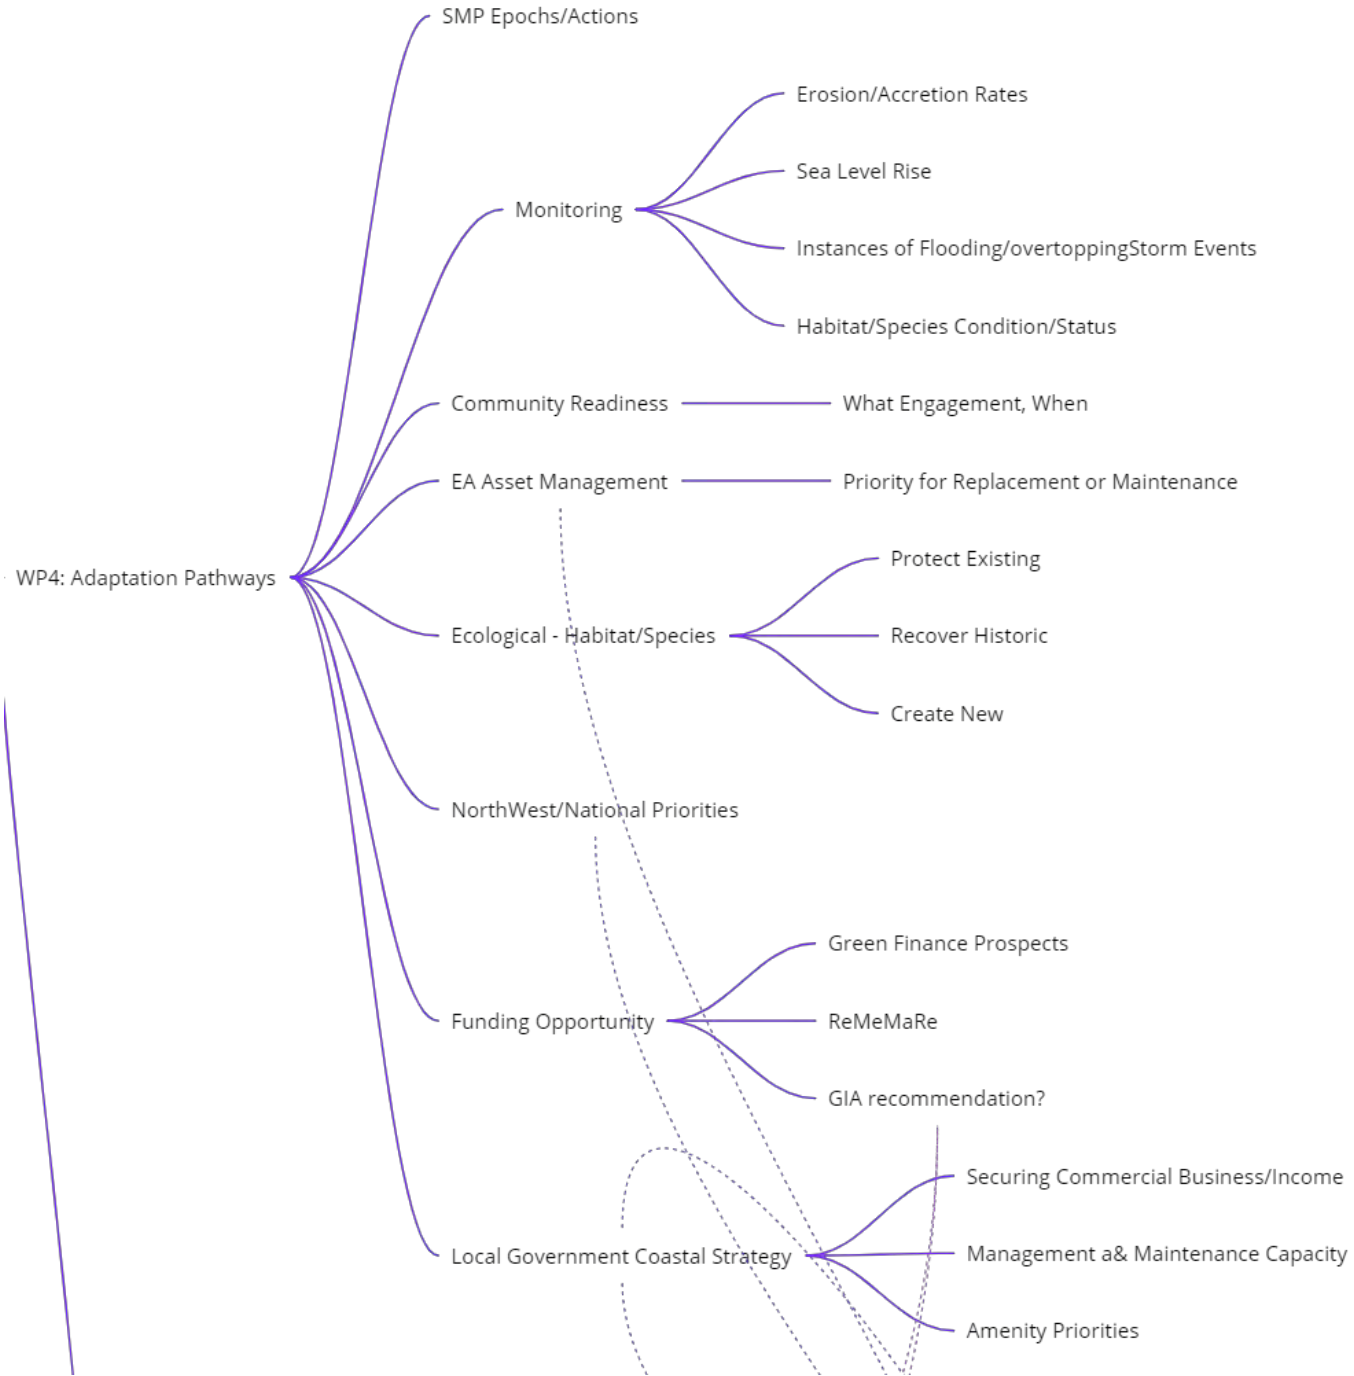 SMP Epochs/Actions
Erosion/Accretion Rates
Sea Level Rise
Monitoring
Instances of Flooding/overtoppingStorm Events
Habitat/Species Condition/Status
Community Readiness
What Engagement, When
EA Asset Management
Priority for Replacement or Maintenance
Protect Existing
WP4: Adaptation Pathways
Ecological - Habitat/Species
Recover Historic
Create New
NorthWest/National Priorities
Green Finance Prospects
Funding Opportunity
ReMeMaRe
GIA recommendation?
Securing Commercial Business/Income
Local Government Coastal Strategy
Management a& Maintenance Capacity
Amenity Priorities